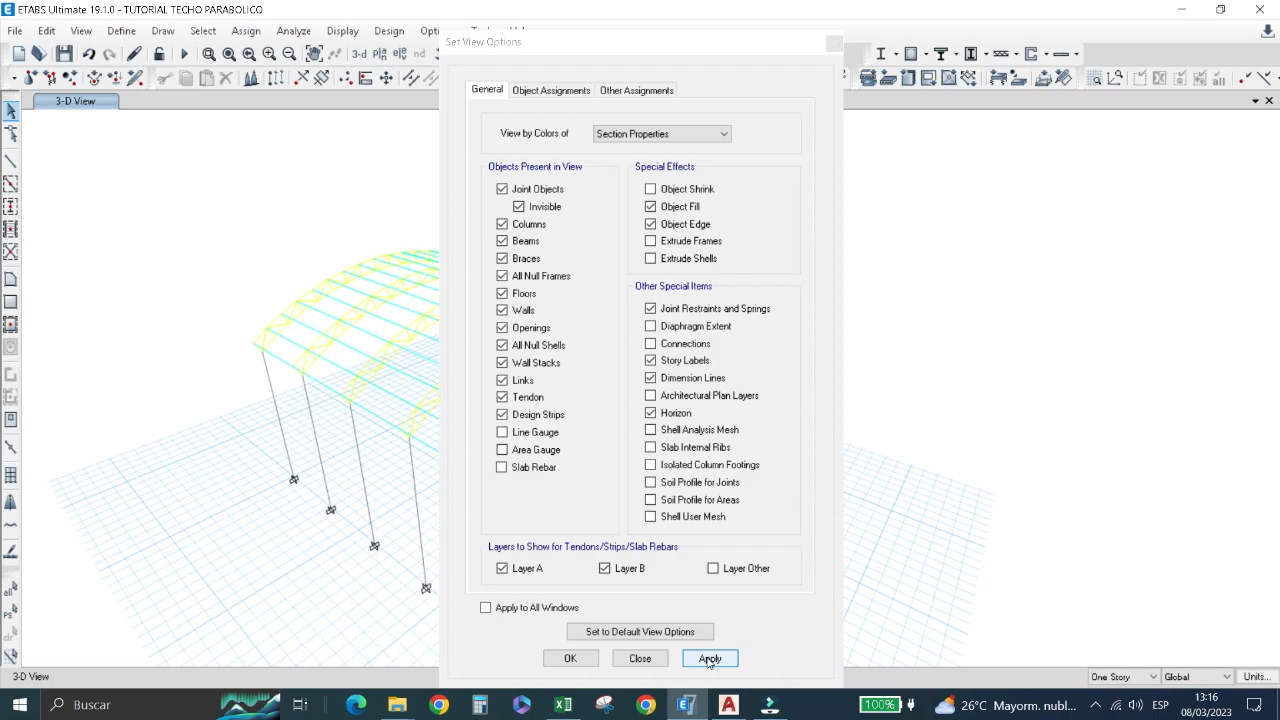 ETABS Ultimate 19.1.0 - TUTORIAL TECHO PARABOLICO
File Edit View Define Draw Select Assign Analyze Display Design
3-d nd
3-D View
Set View Options
General Object Assignments Other Assignments
View by Colors of Section Properties
Objects Present in View
Joint Objects
Invisible
Columns
Beams
Braces
All Null Frames
Floors
Walls
Openings
All Null Shells
Wall Stacks
Links
Tendon
Design Strips
Line Gauge
Area Gauge
Slab Rebar
Special Effects
Object Shrink
Object Fill
Object Edge
Extrude Frames
Extrude Shells
Other Special Items
Joint Restraints and Springs
Diaphragm Extent
Connections
Story Labels
Dimension Lines
Architectural Plan Layers
Horizon
Shell Analysis Mesh
Slab Internal Ribs
Isolated Column Footings
Soil Profile for Joints
Soil Profile for Areas
Shell User Mesh
Layers to Show for Tendons/Strips/Slab Rebars
Layer A Layer B Layer Other
Apply to All Windows
Set to Default View Options
OK Close Apply
3-D View One Story Global Units...
Buscar 100% 26°C Mayorm. nubl... ESP 13:16
08/03/2023